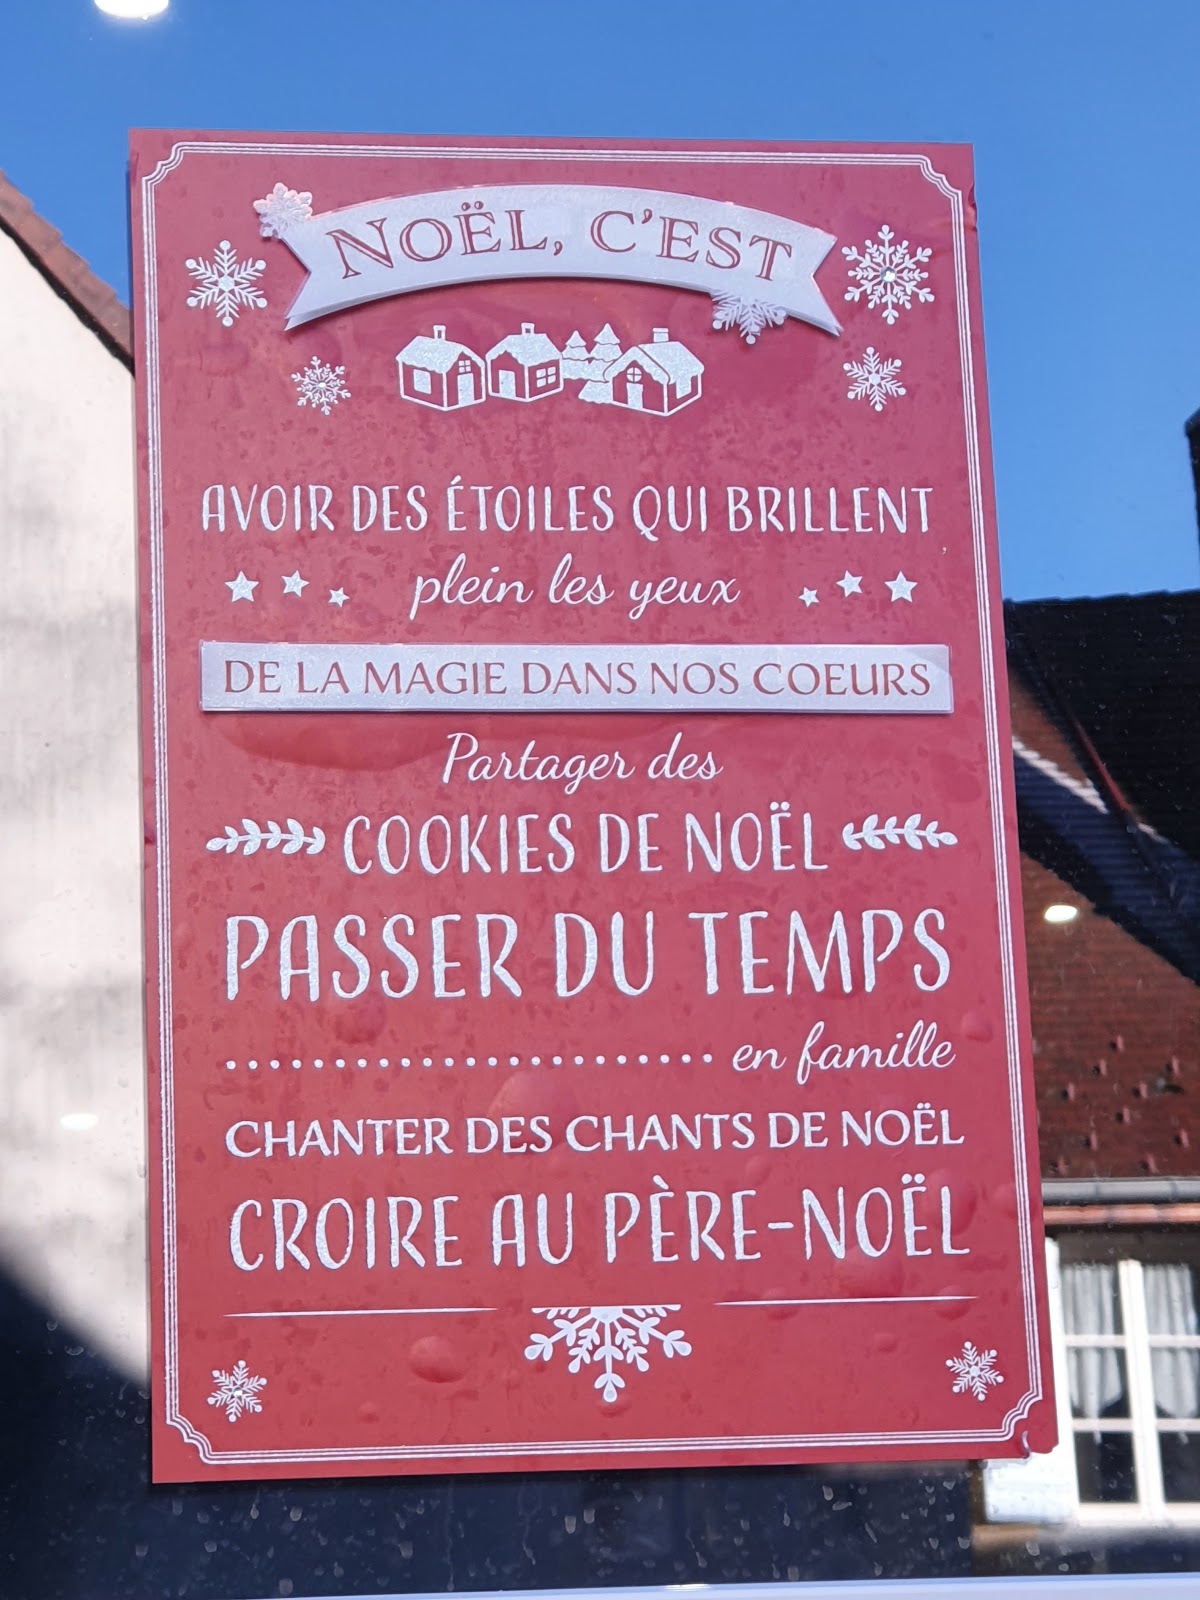 NOËL, C'EST
AVOIR DES ÉTOILES QUI BRILLENT
plein les yeux
DE LA MAGIE DANS NOS COEURS
Partager des
COOKIES DE NOËL
PASSER DU TEMPS
....................... en famille
CHANTER DES CHANTS DE NOËL
CROIRE AU PÈRE-NOËL